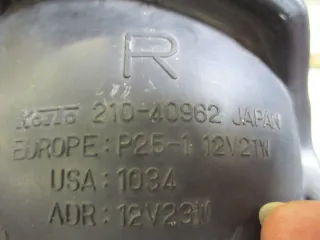 R
Koito 210-40962 JAPAN
EUROPE: P25-1 12V21W
USA: 1034
ADR: 12V23W